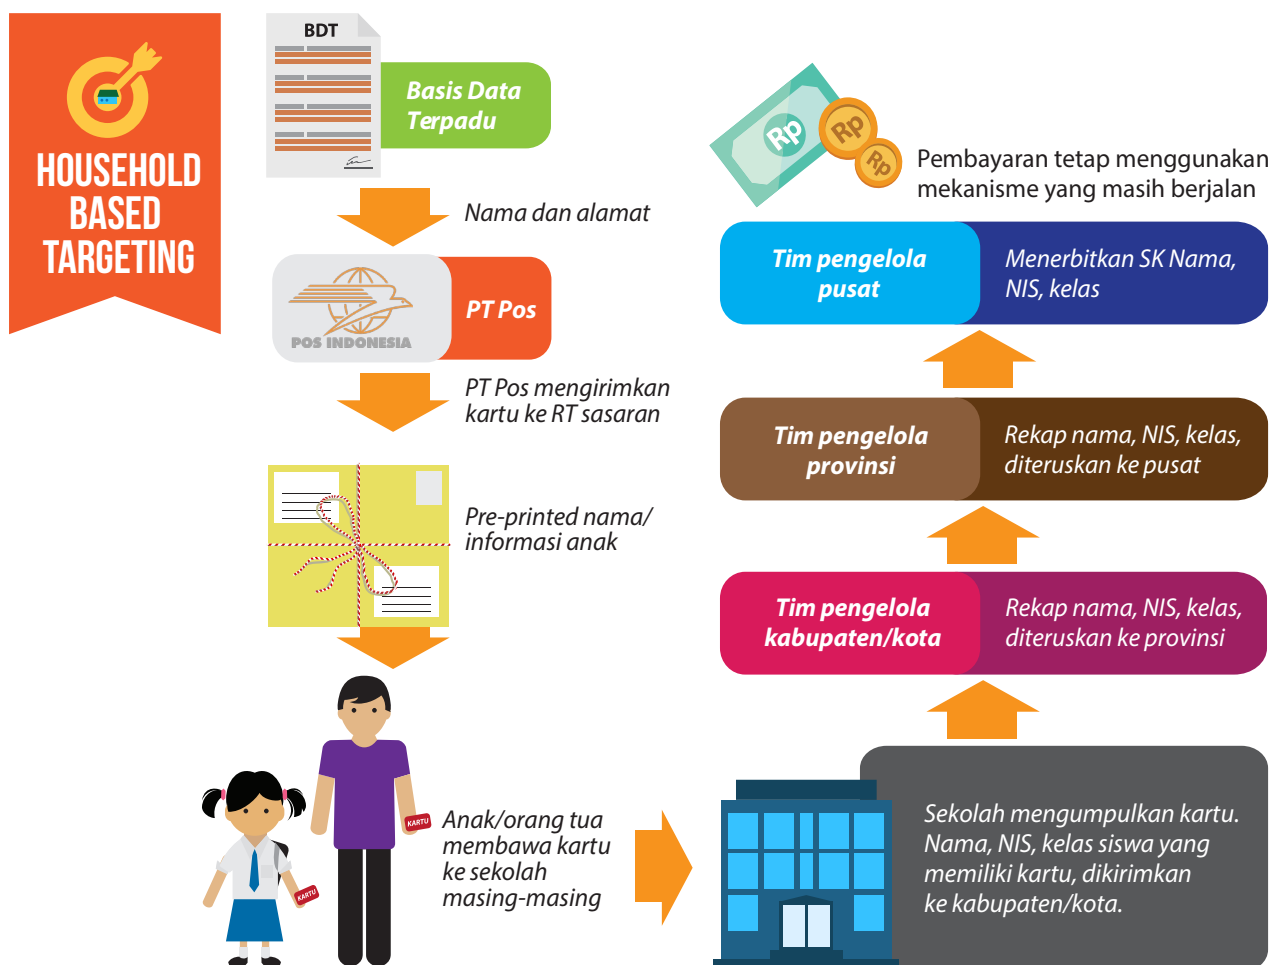 HOUSEHOLD
BASED
TARGETING
BDT
Basis Data
Terpadu
Nama dan alamat
POS INDONESIA
PT Pos
PT Pos mengirimkan
kartu ke RT sasaran
Pre-printed nama/
informasi anak
KARTU
KARTU
Anak/orang tua
membawa kartu
ke sekolah
masing-masing
Sekolah mengumpulkan kartu.
Nama, NIS, kelas siswa yang
memiliki kartu, dikirimkan
ke kabupaten/kota.
Tim pengelola
kabupaten/kota
Rekap nama, NIS, kelas,
diteruskan ke provinsi
Tim pengelola
provinsi
Rekap nama, NIS, kelas,
diteruskan ke pusat
Tim pengelola
pusat
Menerbitkan SK Nama,
NIS, kelas
Rp
Rp
Rp
Pembayaran tetap menggunakan
mekanisme yang masih berjalan